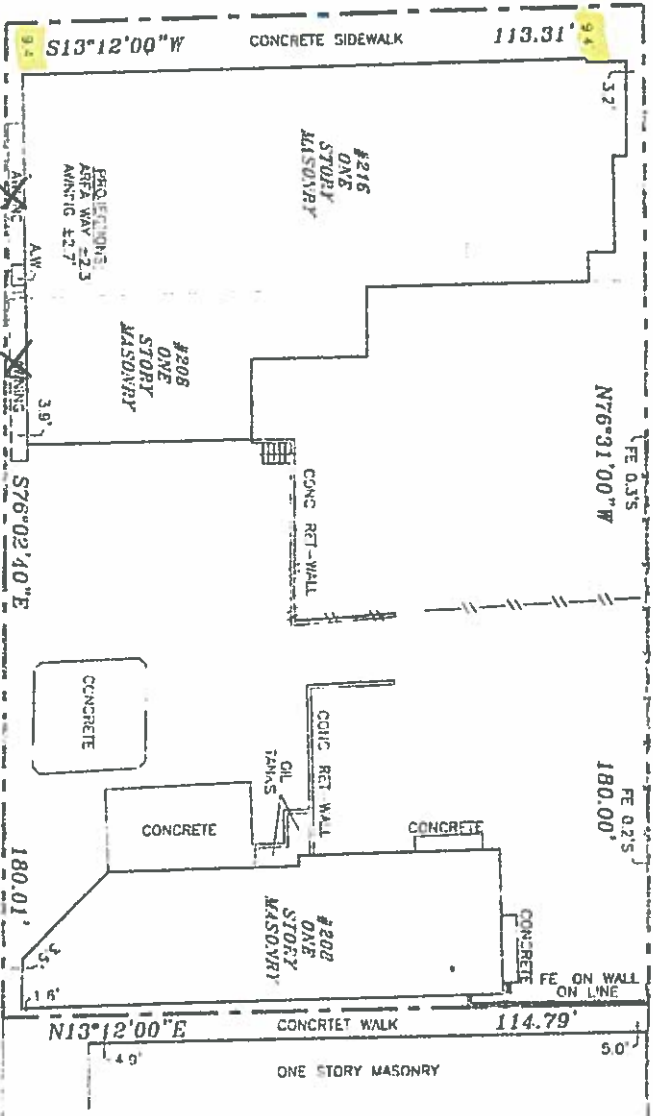 S13°12'00"W
CONCRETE SIDEWALK
113.31'
9.4
9.4
3.7'
#216
ONE
STORY
MASONRY
PROJECTIONS:
AREA WAY ±2.3
AWNING ±2.7'
A.W.
AWNING
#208
ONE
STORY
MASONRY
AWNING
3.9'
S76°02'40"E
180.01'
CONC RET-WALL
N76°31'00"W
FE 0.3'S
180.00'
FE 0.2'S
CONCRETE
CONCRETE
TANKS
CONC RET-WALL
CONCRETE
CONCRETE
ONE
STORY
MASONRY
3.5'
1.6'
FE ON WALL
ON LINE
N13°12'00"E
CONCRTET WALK
114.79'
4.9'
5.0'
ONE STORY MASONRY